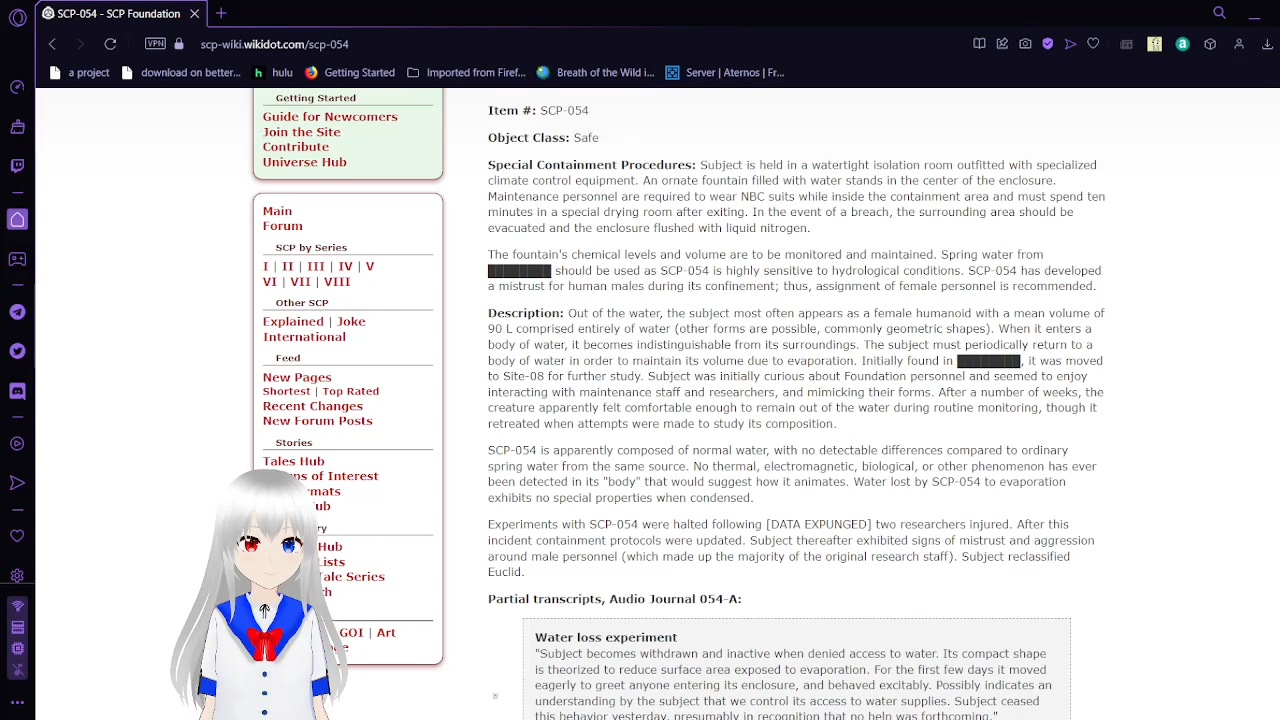 SCP-054 - SCP Foundation
VPN
scp-wiki.wikidot.com/scp-054
a project
download on better...
hulu
Getting Started
Imported from Firef...
Breath of the Wild i...
Server | Aternos | Fr...
Getting Started
Guide for Newcomers
Join the Site
Contribute
Universe Hub
Main
Forum
SCP by Series
I | II | III | IV | V
VI | VII | VIII
Other SCP
Explained | Joke
International
Feed
New Pages
Shortest | Top Rated
Recent Changes
New Forum Posts
Stories
Tales Hub
of Interest
Hub
Tale Series
GOI | Art
Item #: SCP-054
Object Class: Safe
Special Containment Procedures: Subject is held in a watertight isolation room outfitted with specialized
climate control equipment. An ornate fountain filled with water stands in the center of the enclosure.
Maintenance personnel are required to wear NBC suits while inside the containment area and must spend ten
minutes in a special drying room after exiting. In the event of a breach, the surrounding area should be
evacuated and the enclosure flushed with liquid nitrogen.
The fountain's chemical levels and volume are to be monitored and maintained. Spring water from
should be used as SCP-054 is highly sensitive to hydrological conditions. SCP-054 has developed
a mistrust for human males during its confinement; thus, assignment of female personnel is recommended.
Description: Out of the water, the subject most often appears as a female humanoid with a mean volume of
90 L comprised entirely of water (other forms are possible, commonly geometric shapes). When it enters a
body of water, it becomes indistinguishable from its surroundings. The subject must periodically return to a
body of water in order to maintain its volume due to evaporation. Initially found in ████████, it was moved
to Site-08 for further study. Subject was initially curious about Foundation personnel and seemed to enjoy
interacting with maintenance staff and researchers, and mimicking their forms. After a number of weeks, the
creature apparently felt comfortable enough to remain out of the water during routine monitoring, though it
retreated when attempts were made to study its composition.
SCP-054 is apparently composed of normal water, with no detectable differences compared to ordinary
spring water from the same source. No thermal, electromagnetic, biological, or other phenomenon has ever
been detected in its "body" that would suggest how it animates. Water lost by SCP-054 to evaporation
exhibits no special properties when condensed.
Experiments with SCP-054 were halted following [DATA EXPUNGED] two researchers injured. After this
incident containment protocols were updated. Subject thereafter exhibited signs of mistrust and aggression
around male personnel (which made up the majority of the original research staff). Subject reclassified
Euclid.
Partial transcripts, Audio Journal 054-A:
Water loss experiment
"Subject becomes withdrawn and inactive when denied access to water. Its compact shape
is theorized to reduce surface area exposed to evaporation. For the first few days it moved
eagerly to greet anyone entering its enclosure, and behaved excitably. Possibly indicates an
understanding by the subject that we control its access to water supplies. Subject ceased
this behavior yesterday, presumably in recognition that no help was forthcoming."